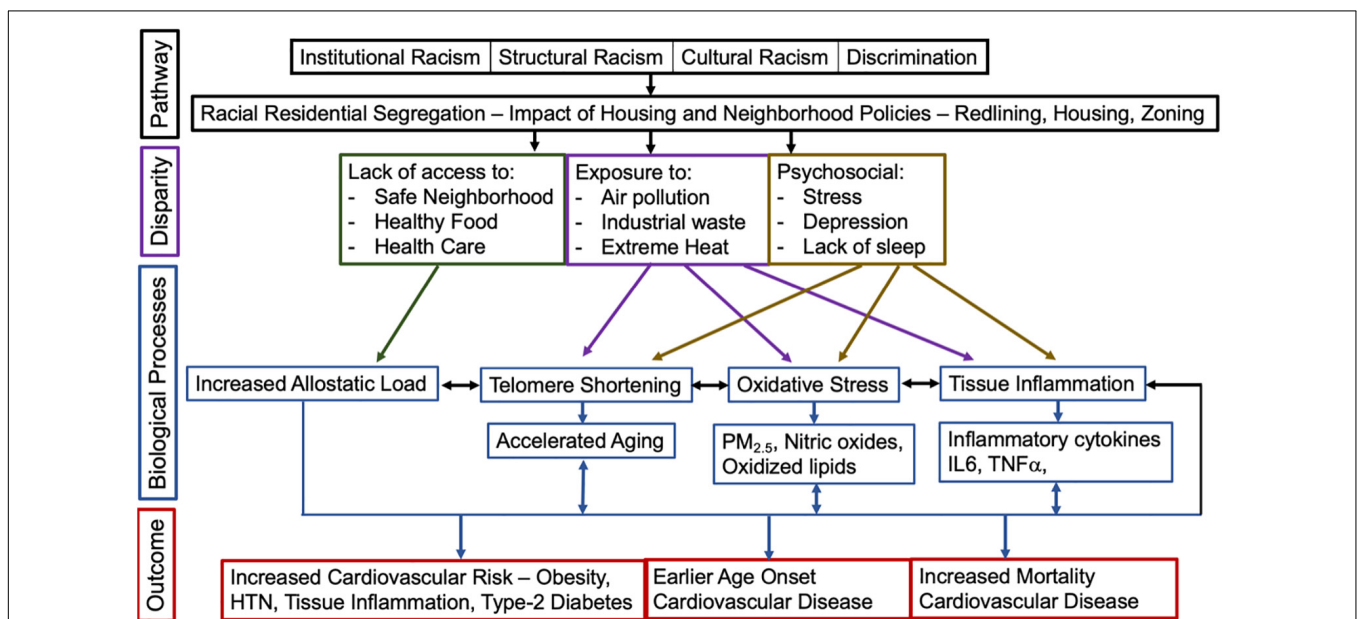 Pathway
Institutional Racism Structural Racism Cultural Racism Discrimination
Racial Residential Segregation – Impact of Housing and Neighborhood Policies – Redlining, Housing, Zoning
Disparity
Lack of access to:
- Safe Neighborhood
- Healthy Food
- Health Care
Exposure to:
- Air pollution
- Industrial waste
- Extreme Heat
Psychosocial:
- Stress
- Depression
- Lack of sleep
Biological Processes
Increased Allostatic Load
Telomere Shortening
Oxidative Stress
Tissue Inflammation
Accelerated Aging
PM2.5, Nitric oxides,
Oxidized lipids
Inflammatory cytokines
IL6, TNFα,
Outcome
Increased Cardiovascular Risk – Obesity,
HTN, Tissue Inflammation, Type-2 Diabetes
Earlier Age Onset
Cardiovascular Disease
Increased Mortality
Cardiovascular Disease